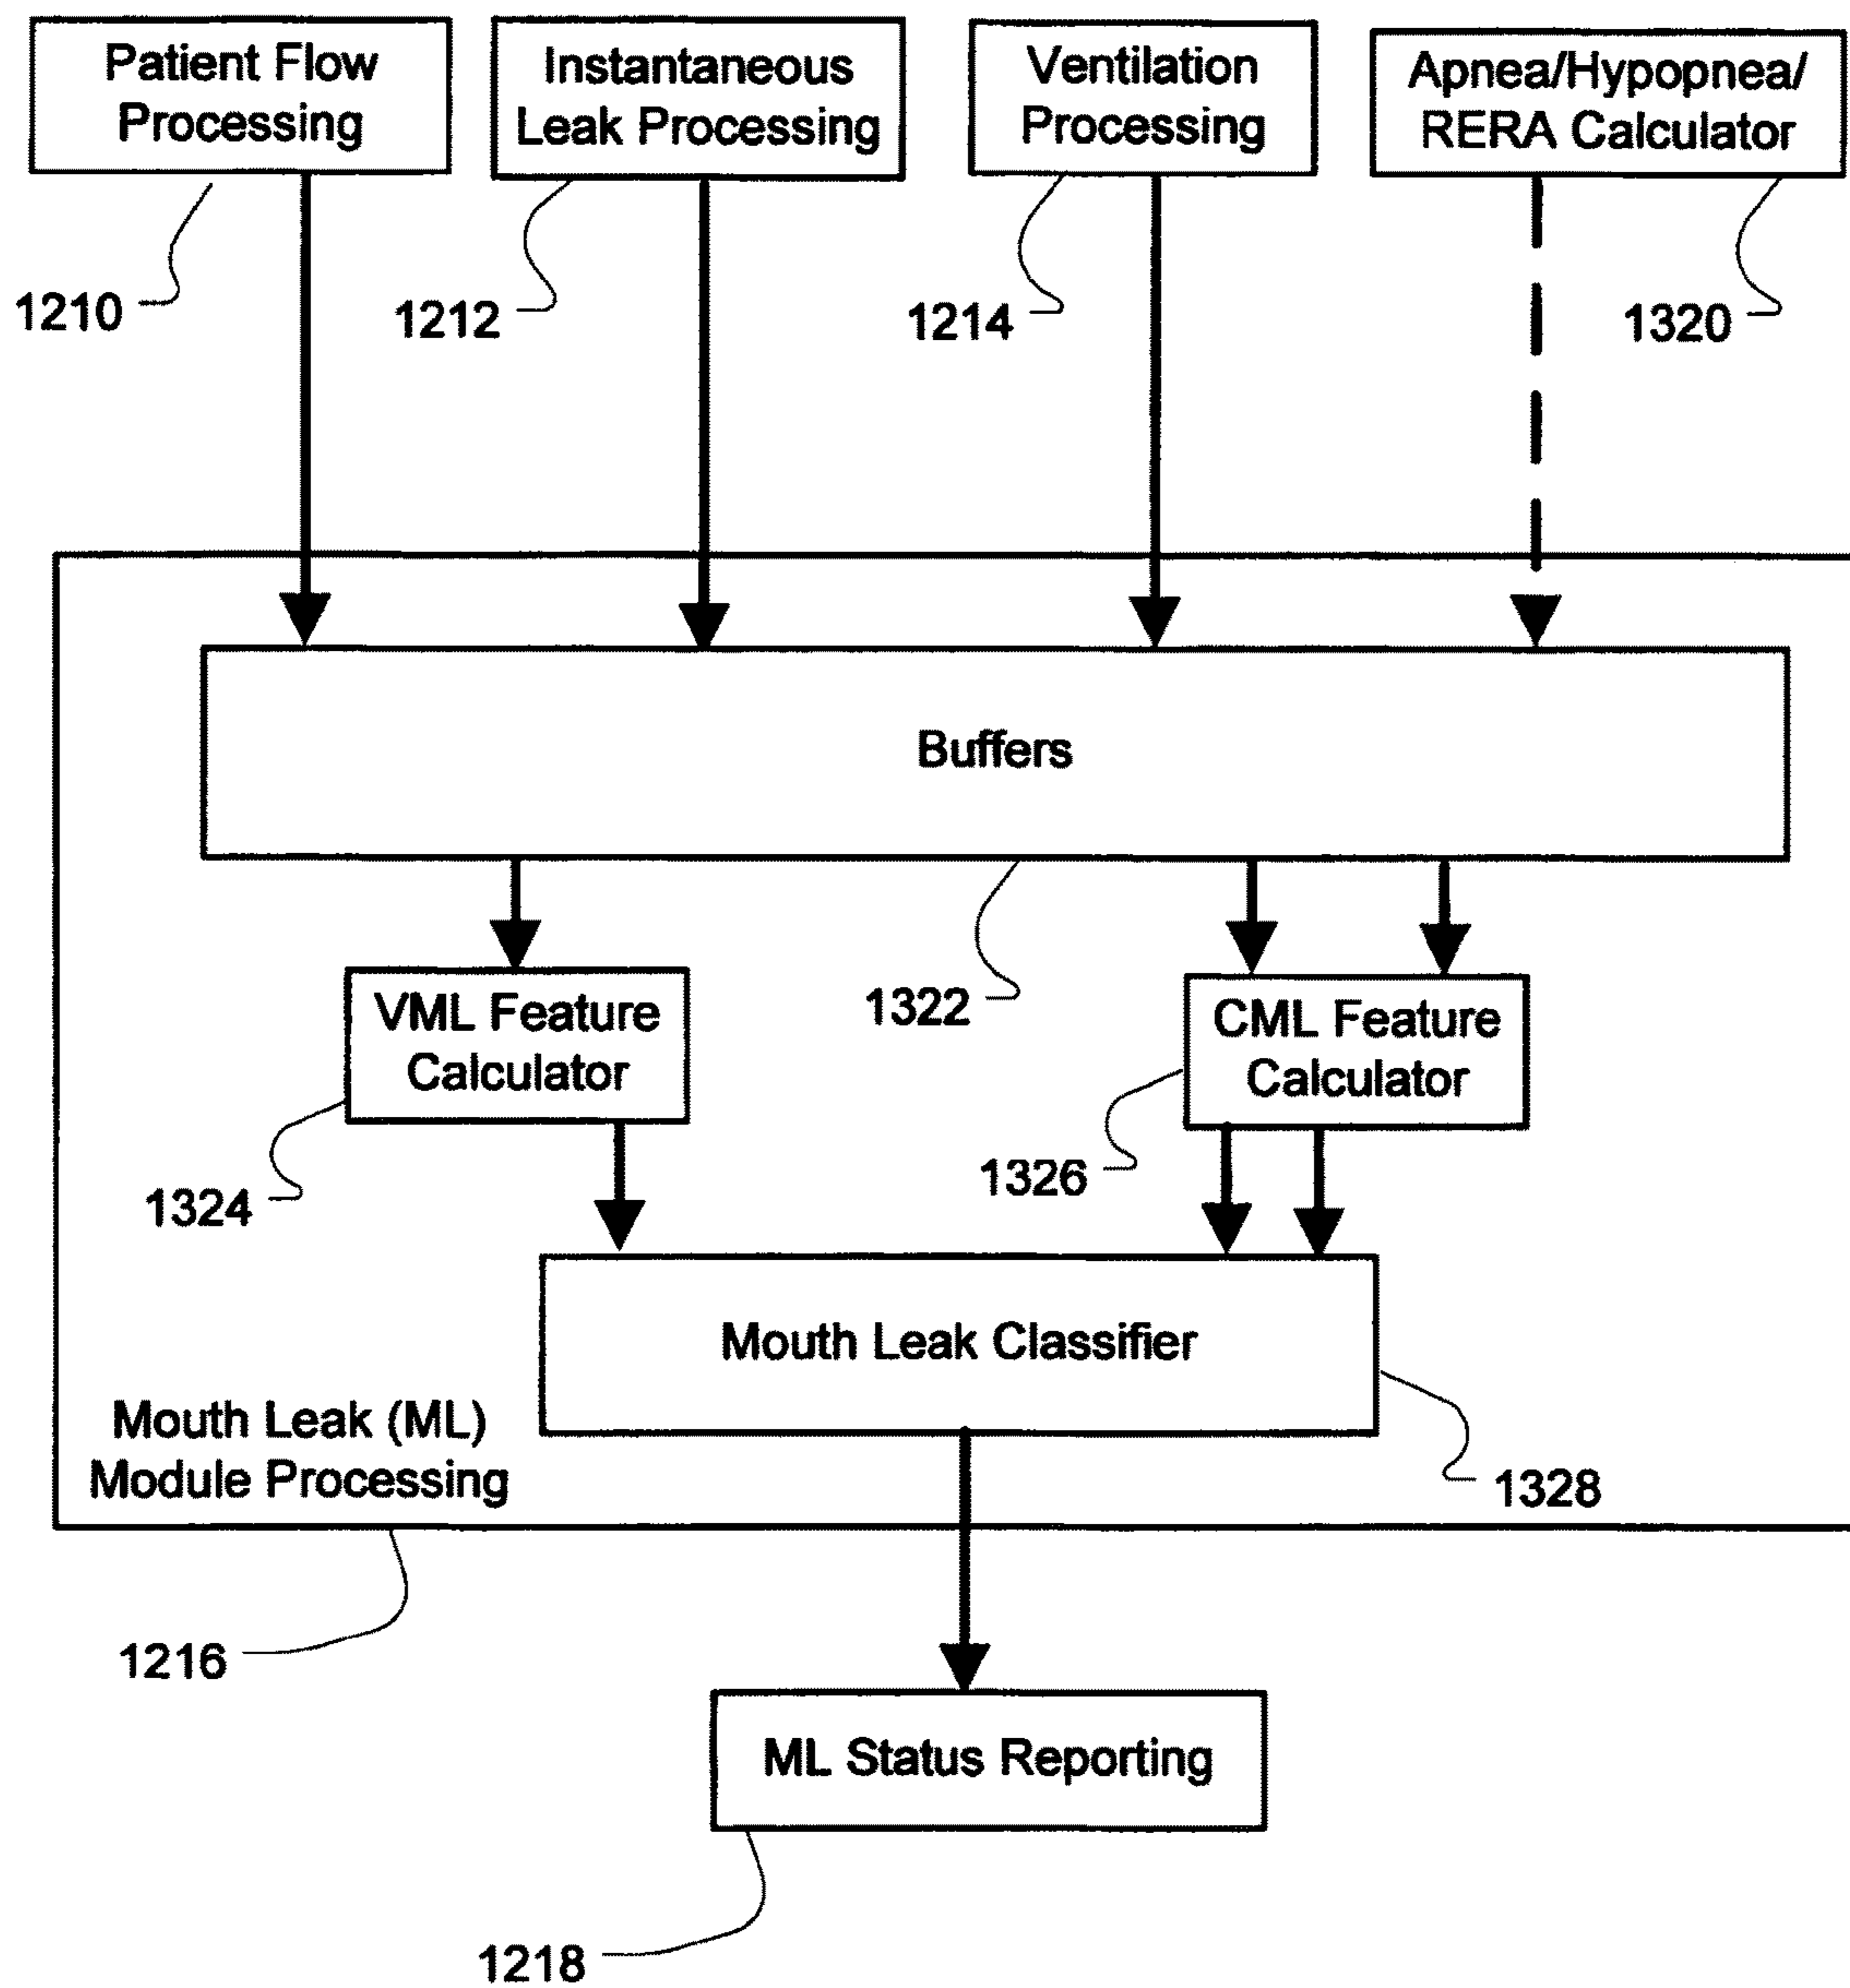 Patient Flow
Processing
Instantaneous
Leak Processing
Ventilation
Processing
Apnea/Hypopnea/
RERA Calculator
1210
1212
1214
1320
Buffers
1322
VML Feature
Calculator
CML Feature
Calculator
1324
1326
Mouth Leak Classifier
1328
Mouth Leak (ML)
Module Processing
1216
ML Status Reporting
1218